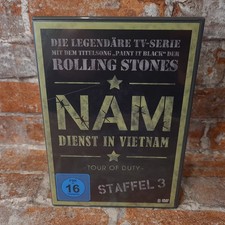 DIE LEGENDÄRE TV-SERIE
MIT DEM TITELSONG „PAINT IT BLACK" DER
ROLLING STONES
NAM
DIENST IN VIETNAM
- TOUR OF DUTY -
STAFFEL 3
16